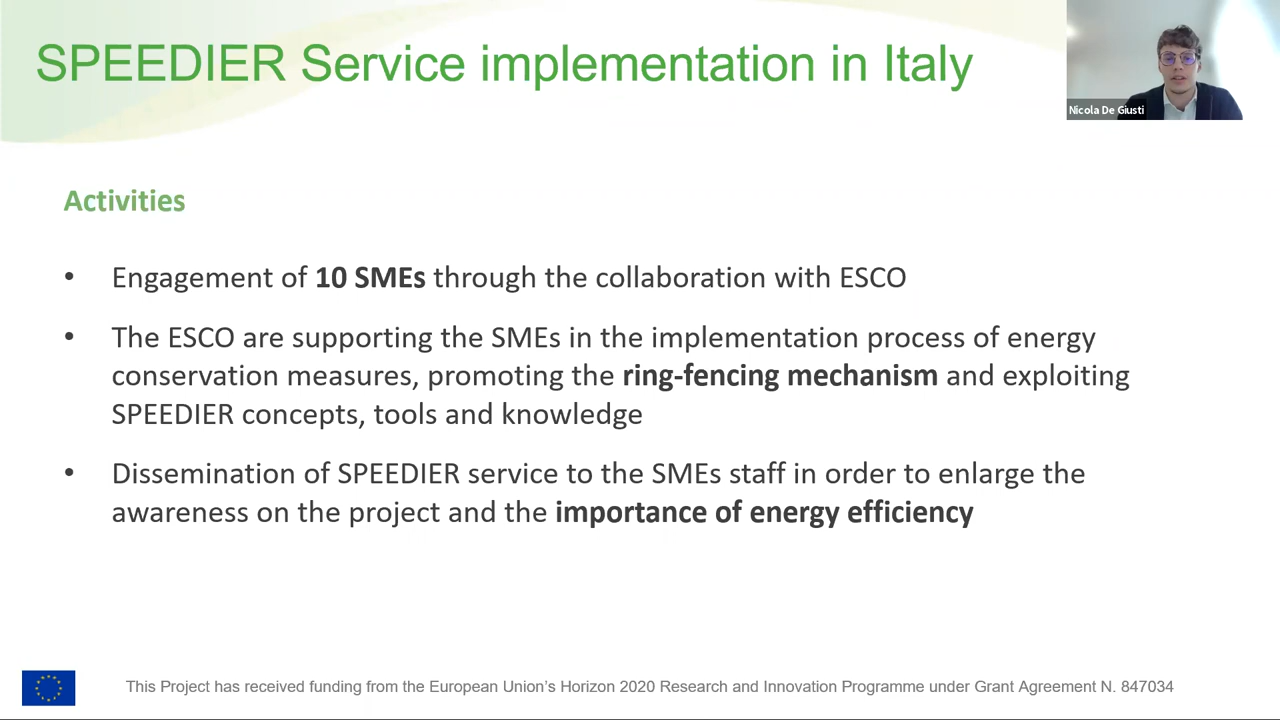 SPEEDIER Service implementation in Italy
Nicola De Giusti
Activities
• Engagement of 10 SMEs through the collaboration with ESCO
• The ESCO are supporting the SMEs in the implementation process of energy
conservation measures, promoting the ring-fencing mechanism and exploiting
SPEEDIER concepts, tools and knowledge
• Dissemination of SPEEDIER service to the SMEs staff in order to enlarge the
awareness on the project and the importance of energy efficiency
This Project has received funding from the European Union’s Horizon 2020 Research and Innovation Programme under Grant Agreement N. 847034